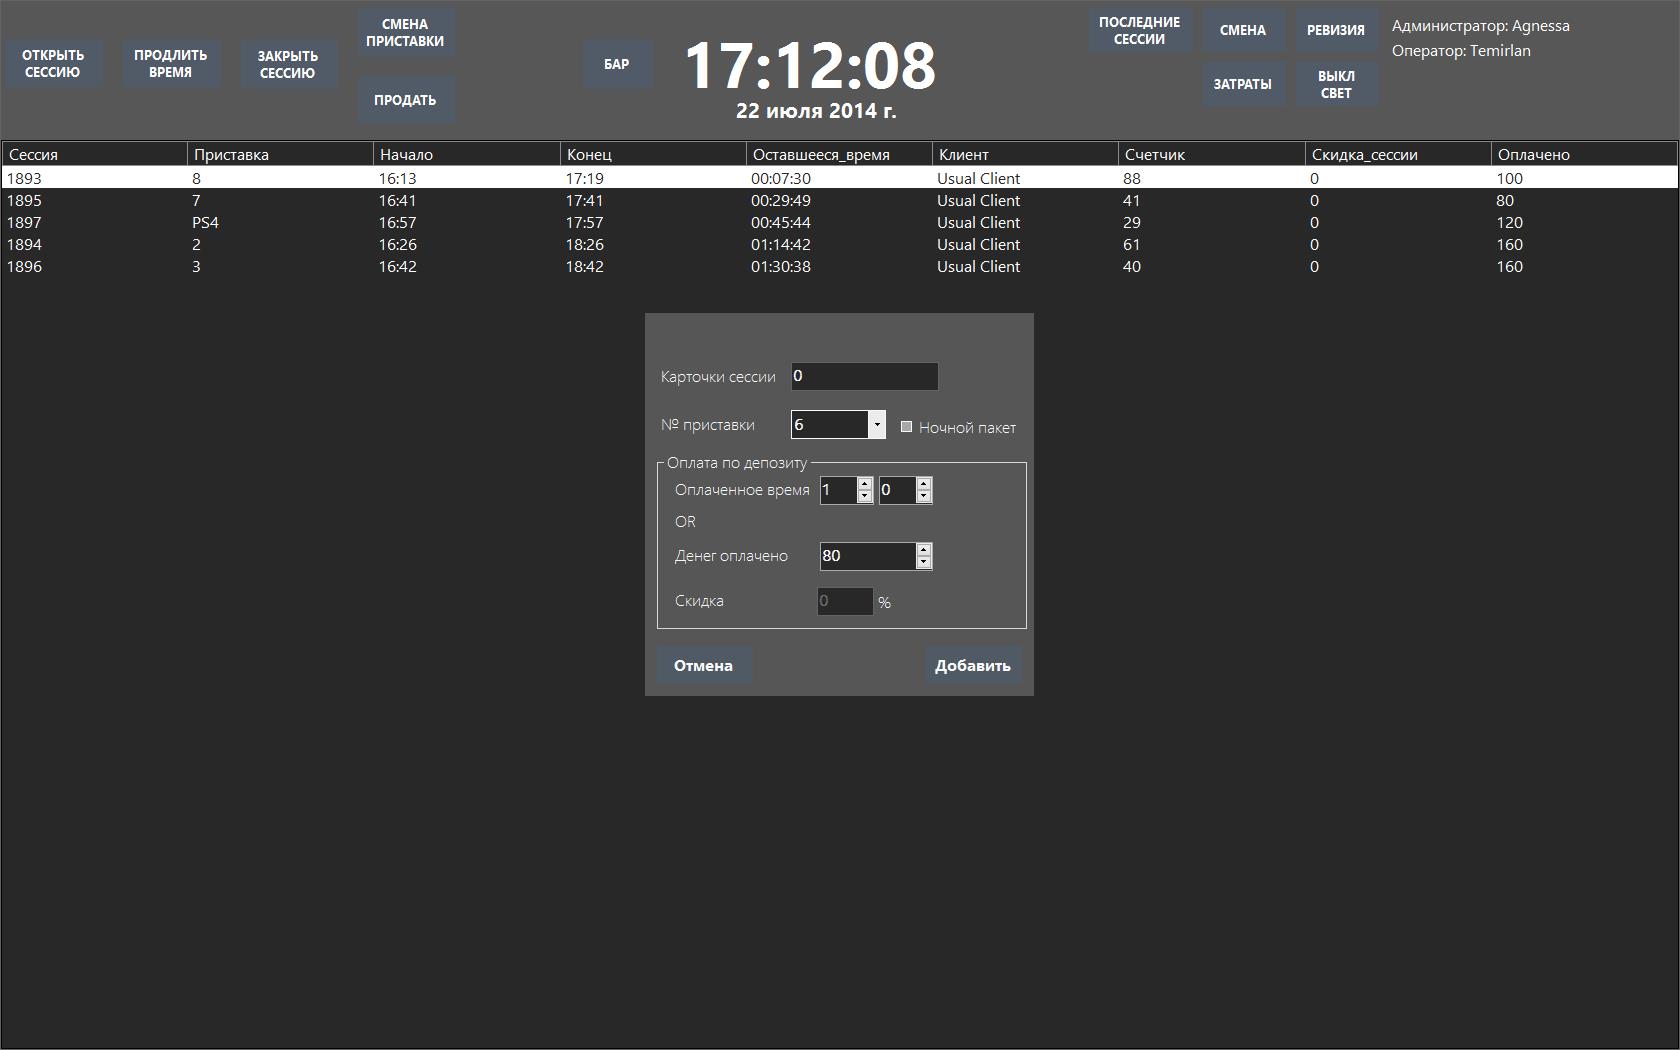 ОТКРЫТЬ
СЕССИЮ
ПРОДЛИТЬ
ВРЕМЯ
ЗАКРЫТЬ
СЕССИЮ
СМЕНА
ПРИСТАВКИ
ПРОДАТЬ
БАР
17:12:08
22 июля 2014 г.
ПОСЛЕДНИЕ
СЕССИИ
СМЕНА
РЕВИЗИЯ
ЗАТРАТЫ
ВЫКЛ
СВЕТ
Администратор: Agnessa
Оператор: Temirlan
Сессия Приставка Начало Конец Оставшееся_время Клиент Счетчик Скидка_сессии Оплачено
1893 8 16:13 17:19 00:07:30 Usual Client 88 0 100
1895 7 16:41 17:41 00:29:49 Usual Client 41 0 80
1897 PS4 16:57 17:57 00:45:44 Usual Client 29 0 120
1894 2 16:26 18:26 01:14:42 Usual Client 61 0 160
1896 3 16:42 18:42 01:30:38 Usual Client 40 0 160
Карточки сессии 0
№ приставки 6 Ночной пакет
Оплата по депозиту
Оплаченное время 1 0
OR
Денег оплачено 80
Скидка 0 %
Отмена Добавить